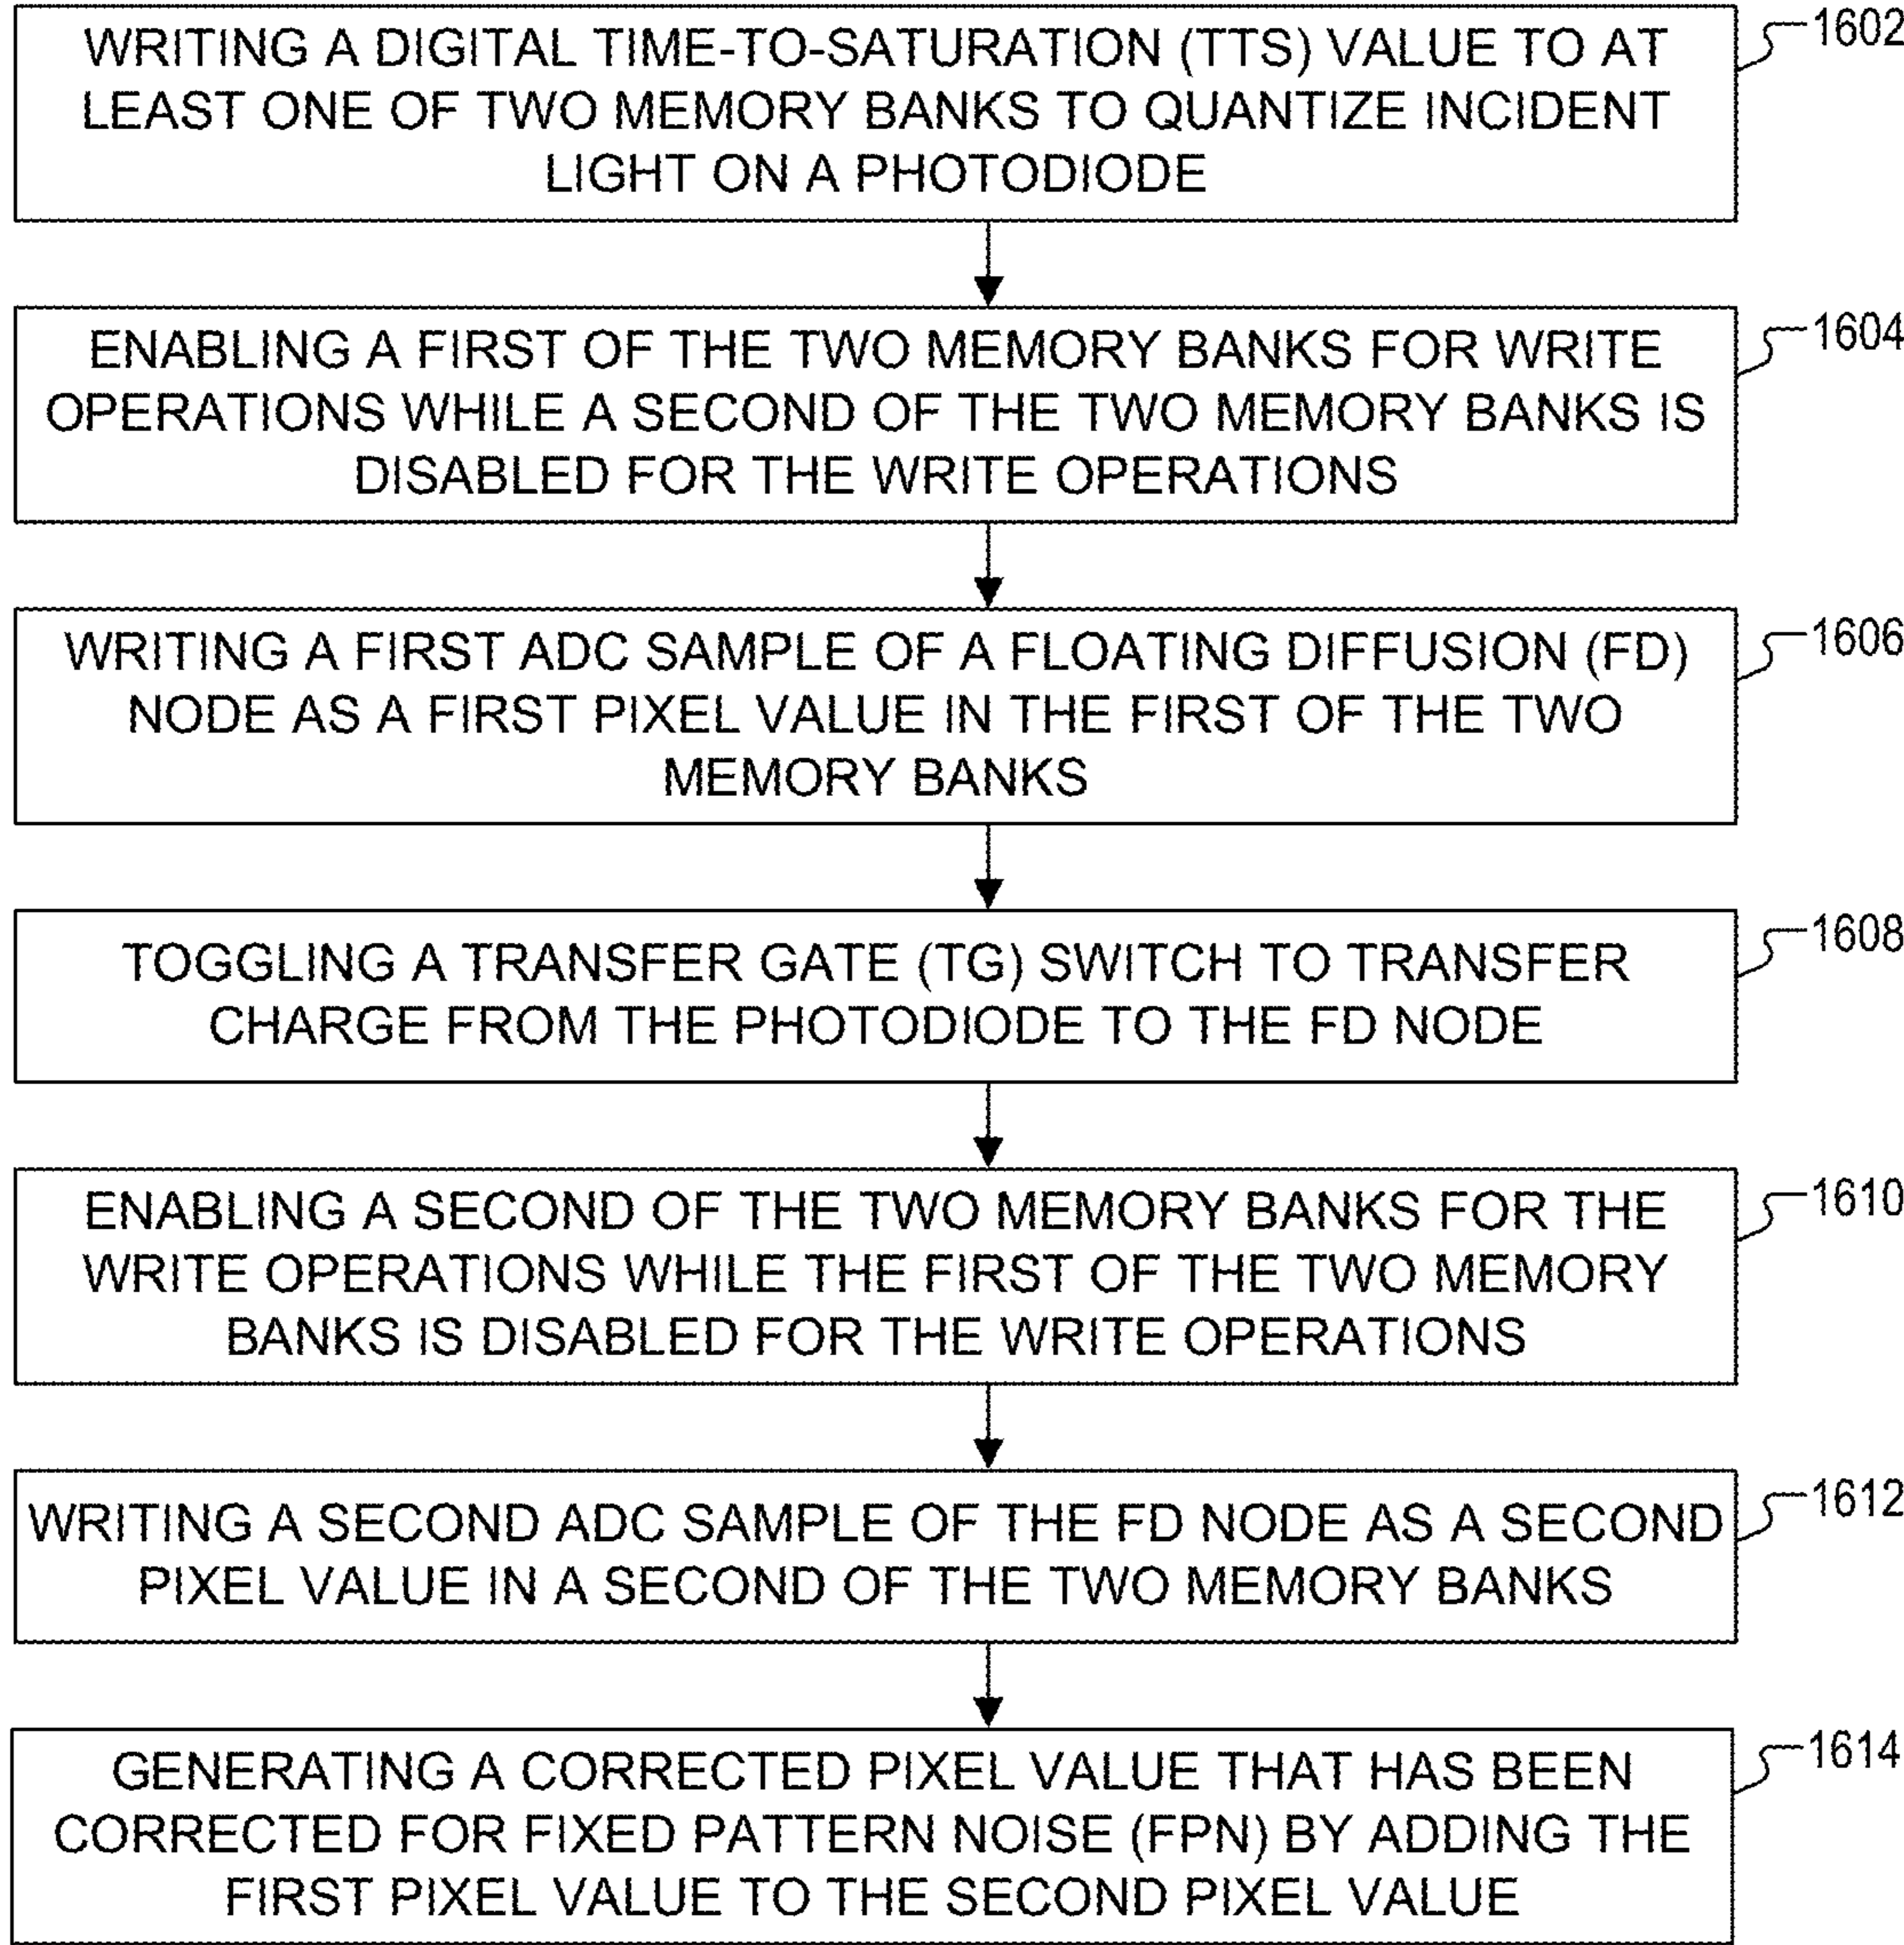 WRITING A DIGITAL TIME-TO-SATURATION (TTS) VALUE TO AT
LEAST ONE OF TWO MEMORY BANKS TO QUANTIZE INCIDENT
LIGHT ON A PHOTODIODE
1602
ENABLING A FIRST OF THE TWO MEMORY BANKS FOR WRITE
OPERATIONS WHILE A SECOND OF THE TWO MEMORY BANKS IS
DISABLED FOR THE WRITE OPERATIONS
1604
WRITING A FIRST ADC SAMPLE OF A FLOATING DIFFUSION (FD)
NODE AS A FIRST PIXEL VALUE IN THE FIRST OF THE TWO
MEMORY BANKS
1606
TOGGLING A TRANSFER GATE (TG) SWITCH TO TRANSFER
CHARGE FROM THE PHOTODIODE TO THE FD NODE
1608
ENABLING A SECOND OF THE TWO MEMORY BANKS FOR THE
WRITE OPERATIONS WHILE THE FIRST OF THE TWO MEMORY
BANKS IS DISABLED FOR THE WRITE OPERATIONS
1610
WRITING A SECOND ADC SAMPLE OF THE FD NODE AS A SECOND
PIXEL VALUE IN A SECOND OF THE TWO MEMORY BANKS
1612
GENERATING A CORRECTED PIXEL VALUE THAT HAS BEEN
CORRECTED FOR FIXED PATTERN NOISE (FPN) BY ADDING THE
FIRST PIXEL VALUE TO THE SECOND PIXEL VALUE
1614